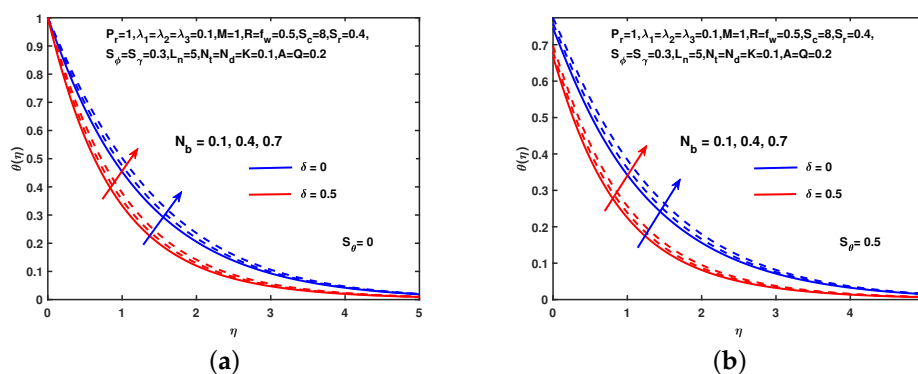 P_r=1,λ_1=λ_2=λ_3=0.1,M=1,R=f_w=0.5,S_c=8,S_r=0.4,
S_ϕ=S_γ=0.3,L_n=5,N_t=N_d=K=0.1,A=Q=0.2
N_b = 0.1, 0.4, 0.7
δ = 0
δ = 0.5
S_θ= 0
θ(η)
1
0.9
0.8
0.7
0.6
0.5
0.4
0.3
0.2
0.1
0
0 1 2 3 4 5
η
(a)
P_r=1,λ_1=λ_2=λ_3=0.1,M=1,R=f_w=0.5,S_c=8,S_r=0.4,
S_ϕ=S_γ=0.3,L_n=5,N_t=N_d=K=0.1,A=Q=0.2
N_b = 0.1, 0.4, 0.7
δ = 0
δ = 0.5
S_θ= 0.5
θ(η)
0.7
0.6
0.5
0.4
0.3
0.2
0.1
0
0 1 2 3 4
η
(b)